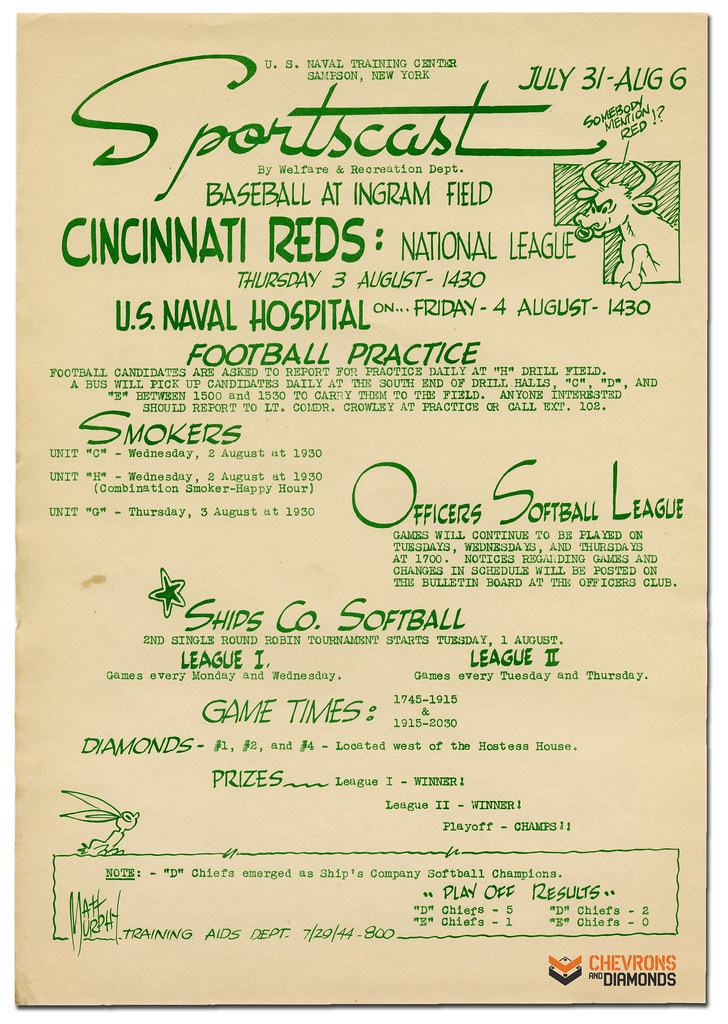 U. S. NAVAL TRAINING CENTER
SAMPSON, NEW YORK
JULY 31-AUG 6
Sportscast
SOMEBODY
MENTION
RED!?
By Welfare & Recreation Dept.
BASEBALL AT INGRAM FIELD
CINCINNATI REDS: NATIONAL LEAGUE
THURSDAY 3 AUGUST-1430
U.S. NAVAL HOSPITAL ON... FRIDAY-4 AUGUST-1430
FOOTBALL PRACTICE
FOOTBALL CANDIDATES ARE ASKED TO REPORT FOR PRACTICE DAILY AT "H" DRILL FIELD.
A BUS WILL PICK UP CANDIDATES DAILY AT THE SOUTH END OF DRILL HALLS, "C", "D", AND
"E" BETWEEN 1500 and 1530 TO CARRY THEM TO THE FIELD. ANYONE INTERESTED
SHOULD REPORT TO LT. COMDR. CROWLEY AT PRACTICE OR CALL EXT. 102.
SMOKERS
UNIT "C" - Wednesday, 2 August at 1930
UNIT "H" - Wednesday, 2 August at 1930
(Combination Smoker-Happy Hour)
UNIT "G" - Thursday, 3 August at 1930
OFFICERS SOFTBALL LEAGUE
GAMES WILL CONTINUE TO BE PLAYED ON
TUESDAYS, WEDNESDAYS, AND THURSDAYS
AT 1700. NOTICES REGARDING GAMES AND
CHANGES IN SCHEDULE WILL BE POSTED ON
THE BULLETIN BOARD AT THE OFFICERS CLUB.
SHIPS CO. SOFTBALL
2ND SINGLE ROUND ROBIN TOURNAMENT STARTS TUESDAY, 1 AUGUST.
LEAGUE I. LEAGUE II
Games every Monday and Wednesday. Games every Tuesday and Thursday.
GAME TIMES: 1745-1915
&
1915-2030
DIAMONDS - #1, #2, and #4 - Located west of the Hostess House.
PRIZES League I - WINNER!
League II - WINNER!
Playoff - CHAMPS!!
NOTE: - "D" Chiefs emerged as Ship's Company Softball Champions.
" PLAY OFF RESULTS "
"D" Chiefs - 5 "D" Chiefs - 2
"E" Chiefs - 1 "E" Chiefs - 0
MATT
MURPHY
TRAINING AIDS DEPT. 7/29/44-800
CHEVRONS
AND DIAMONDS